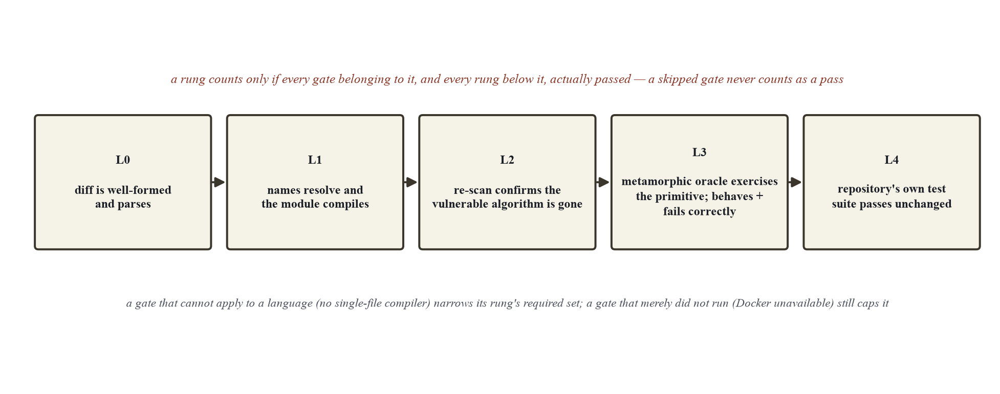 a rung counts only if every gate belonging to it, and every rung below it, actually passed — a skipped gate never counts as a pass
L0
diff is well-formed
and parses
L1
names resolve and
the module compiles
L2
re-scan confirms the
vulnerable algorithm is gone
L3
metamorphic oracle exercises
the primitive; behaves +
fails correctly
L4
repository's own test
suite passes unchanged
a gate that cannot apply to a language (no single-file compiler) narrows its rung's required set; a gate that merely did not run (Docker unavailable) still caps it